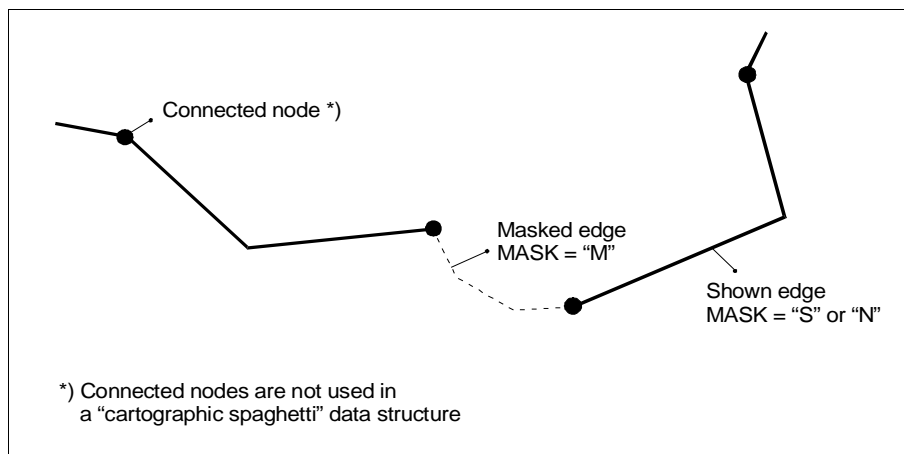 Connected node *)
Masked edge
MASK = “M”
Shown edge
MASK = “S” or “N”
*) Connected nodes are not used in
a “cartographic spaghetti” data structure